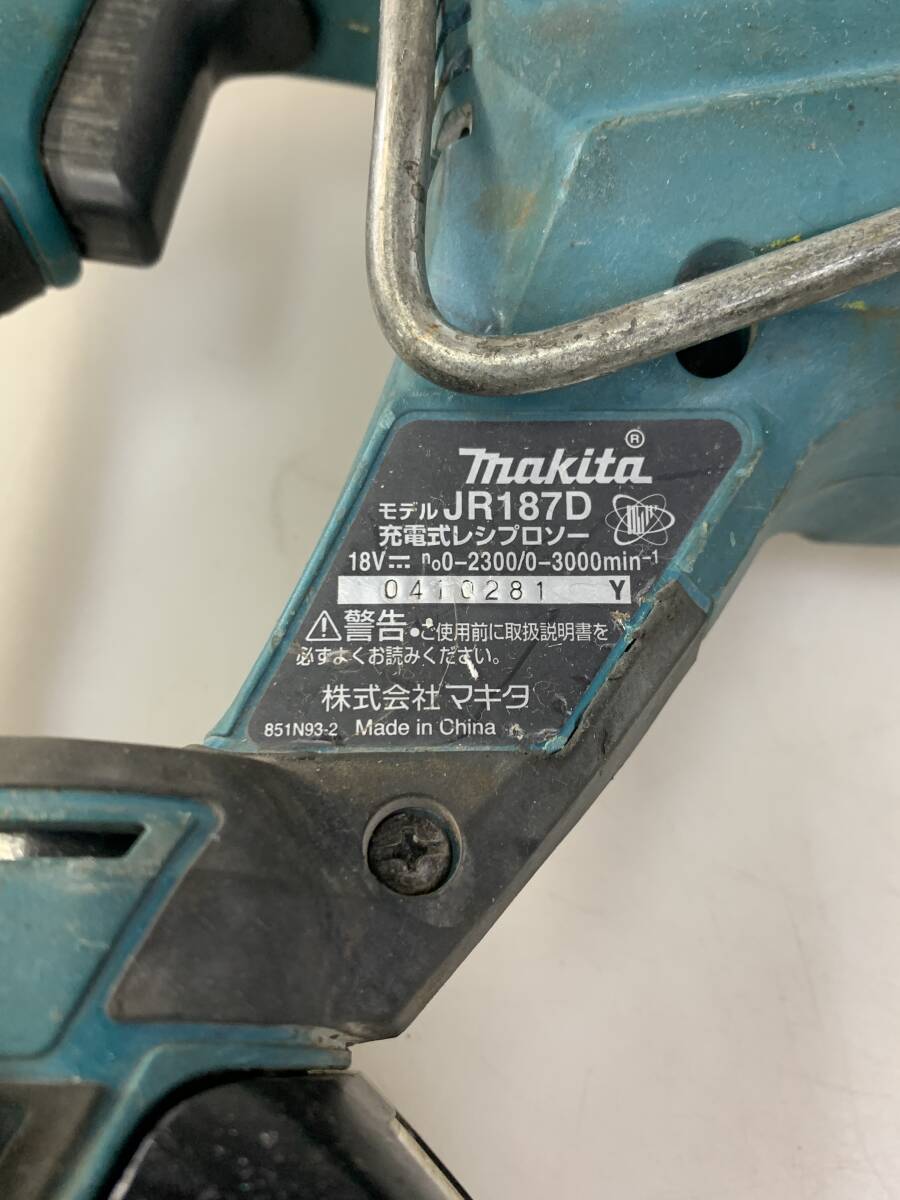 makita®
モデル JR187D
充電式レシプロソー
18V⎓ n₀0-2300/0-3000min⁻¹
0410281 Y
⚠警告・ご使用前に取扱説明書を
必ずよくお読みください。
株式会社 マキタ
851N93-2 Made in China